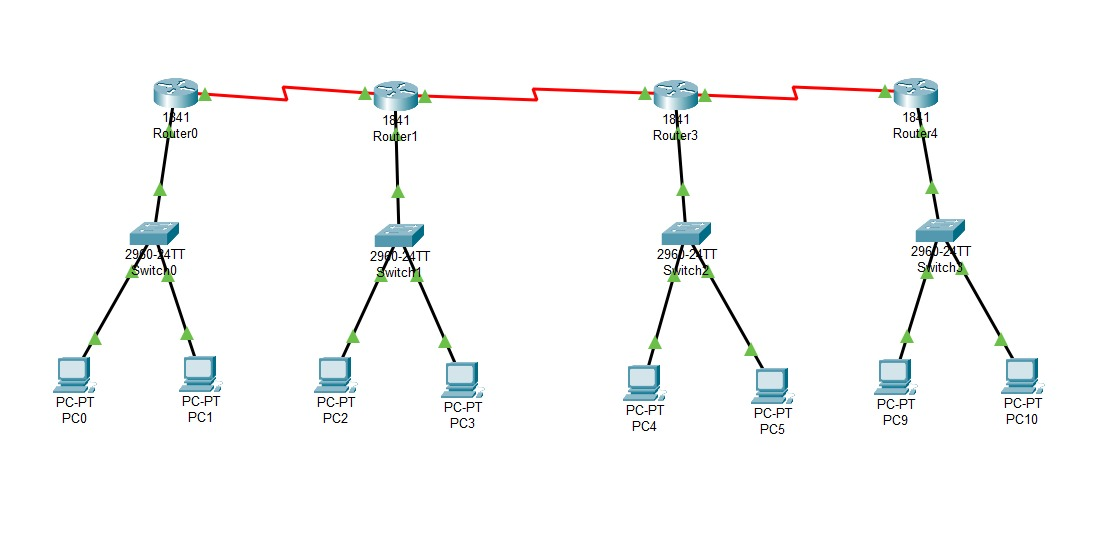 1841
Router0
1841
Router1
1841
Router3
1841
Router4
2960-24TT
Switch0
2960-24TT
Switch1
2960-24TT
Switch2
2960-24TT
Switch3
PC-PT
PC0
PC-PT
PC1
PC-PT
PC2
PC-PT
PC3
PC-PT
PC4
PC-PT
PC5
PC-PT
PC9
PC-PT
PC10